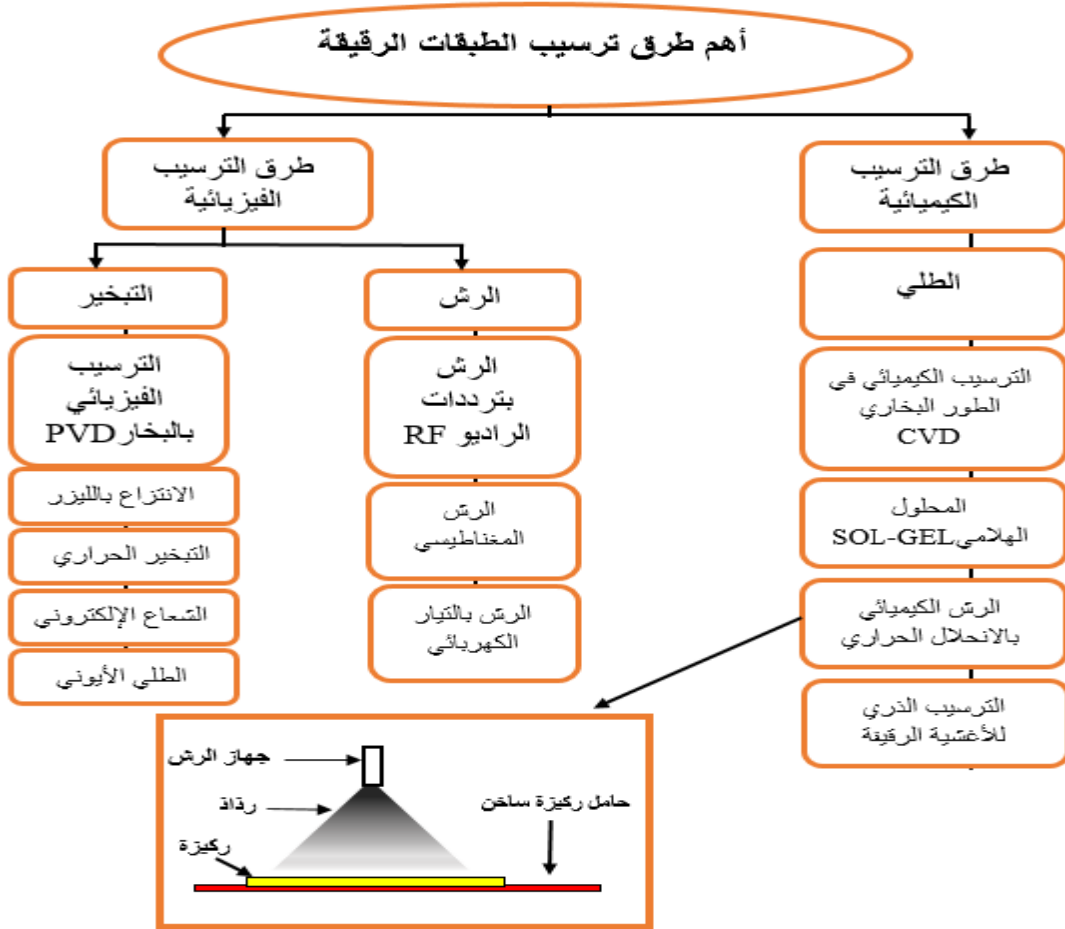 أهم طرق ترسيب الطبقات الرقيقة
طرق الترسيب
الكيميائية
الطلي
الترسيب الكيميائي في
الطور البخاري
CVD
المحلول
الهلاميSOL-GEL
الرش الكيميائي
بالانحلال الحراري
الترسيب الذري
للأغشية الرقيقة
طرق الترسيب
الفيزيائية
الرش
الرش
بترددات
الراديو RF
الرش
المغناطيسي
الرش بالتيار
الكهربائي
التبخير
الترسيب
الفيزيائي
بالبخارPVD
الانتزاع بالليزر
التبخير الحراري
الشعاع الإلكتروني
الطلي الأيوني
جهاز الرش
رذاذ
حامل ركيزة ساخن
ركيزة